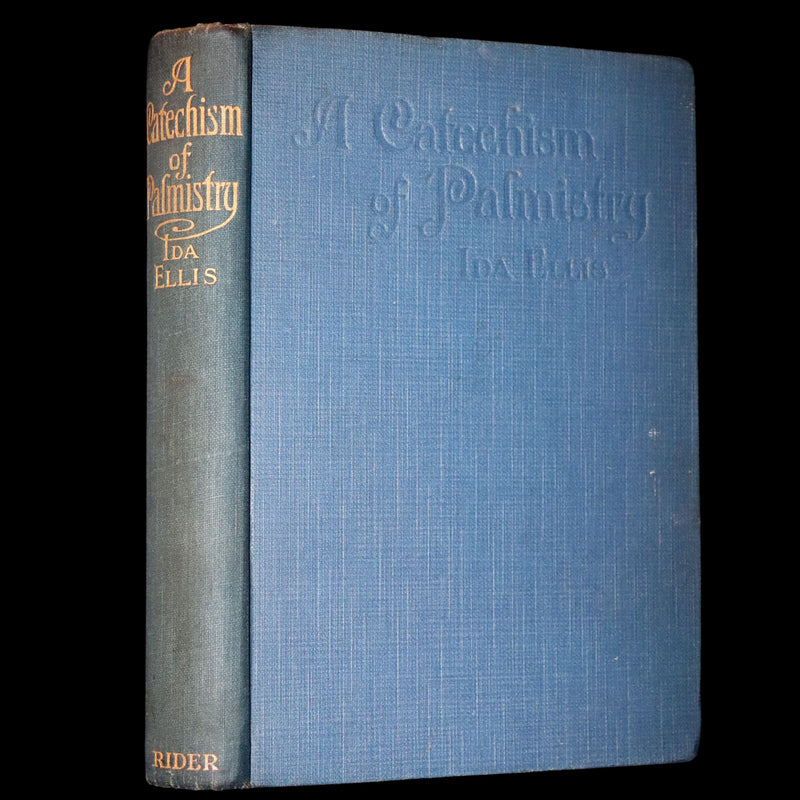 A
Catechism
of
Palmistry
IDA
ELLIS
RIDER
A Catechism
of Palmistry
IDA ELLIS